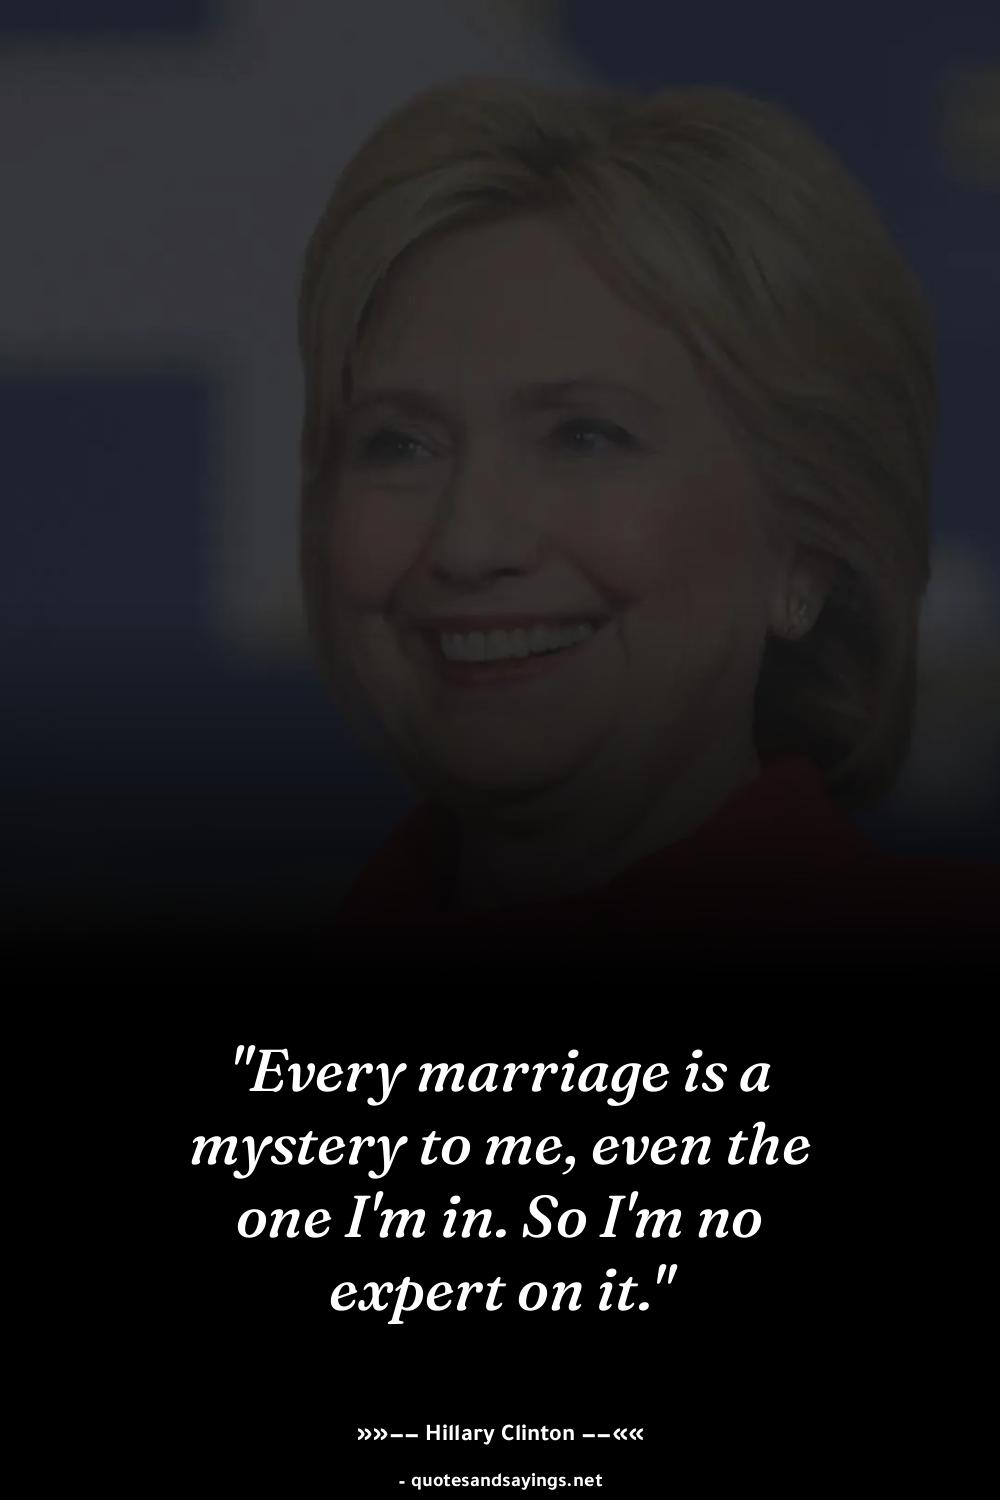 "Every marriage is a
mystery to me, even the
one I'm in. So I'm no
expert on it."
»»–– Hillary Clinton ––««
- quotesandsayings.net